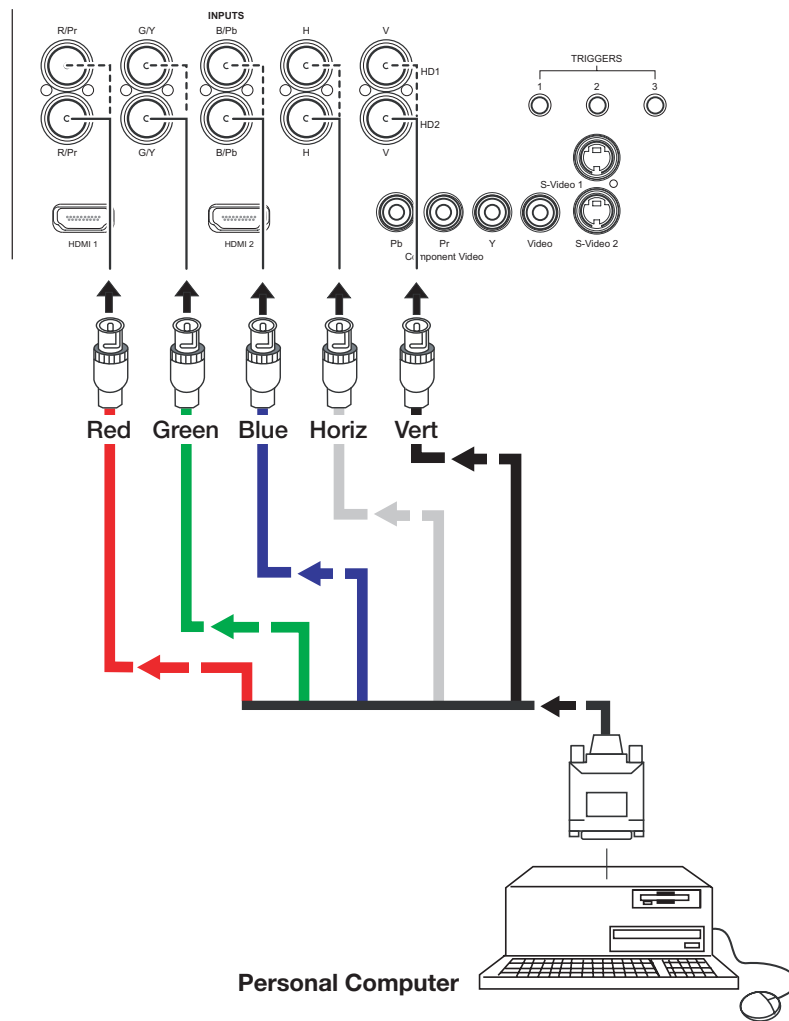 INPUTS
R/Pr G/Y B/Pb H V
HD1
HD2
R/Pr G/Y B/Pb H V
TRIGGERS
1 2 3
S-Video 1
HDMI 1 HDMI 2
Pb Pr Y Video S-Video 2
Component Video
Red Green Blue Horiz Vert
Personal Computer